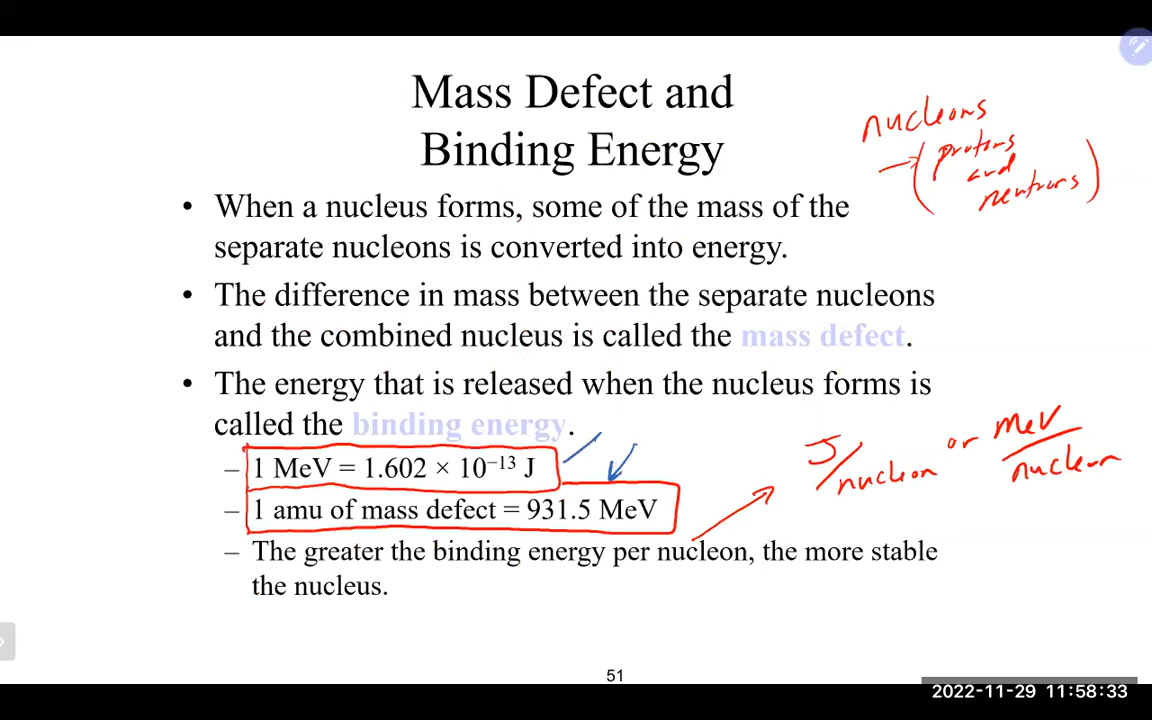 Mass Defect and
Binding Energy
nucleons
(protons
and
neutrons)
• When a nucleus forms, some of the mass of the
separate nucleons is converted into energy.
• The difference in mass between the separate nucleons
and the combined nucleus is called the mass defect.
• The energy that is released when the nucleus forms is
called the binding energy.
J/nucleon or MeV/nucleon
– 1 MeV = 1.602 × 10⁻¹³ J
– 1 amu of mass defect = 931.5 MeV
– The greater the binding energy per nucleon, the more stable
the nucleus.
51
2022-11-29 11:58:33